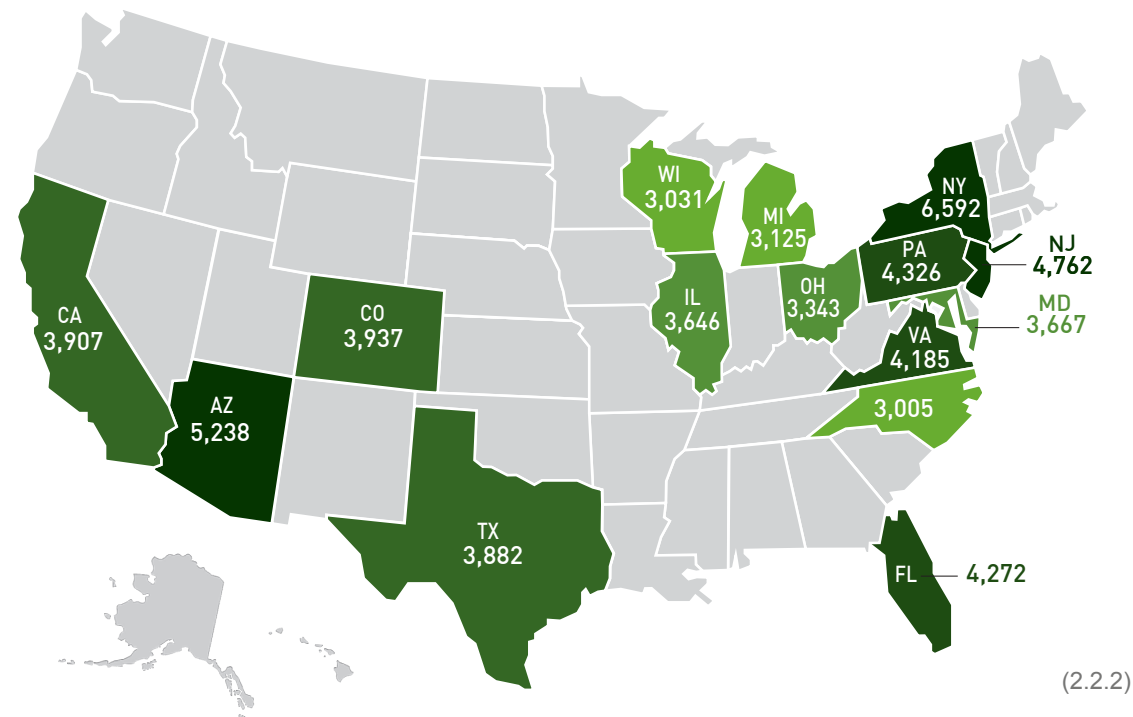 WI
3,031
MI
3,125
NY
6,592
NJ
4,762
PA
4,326
OH
3,343
IL
3,646
MD
3,667
VA
4,185
CA
3,907
CO
3,937
AZ
5,238
3,005
TX
3,882
FL
4,272
(2.2.2)